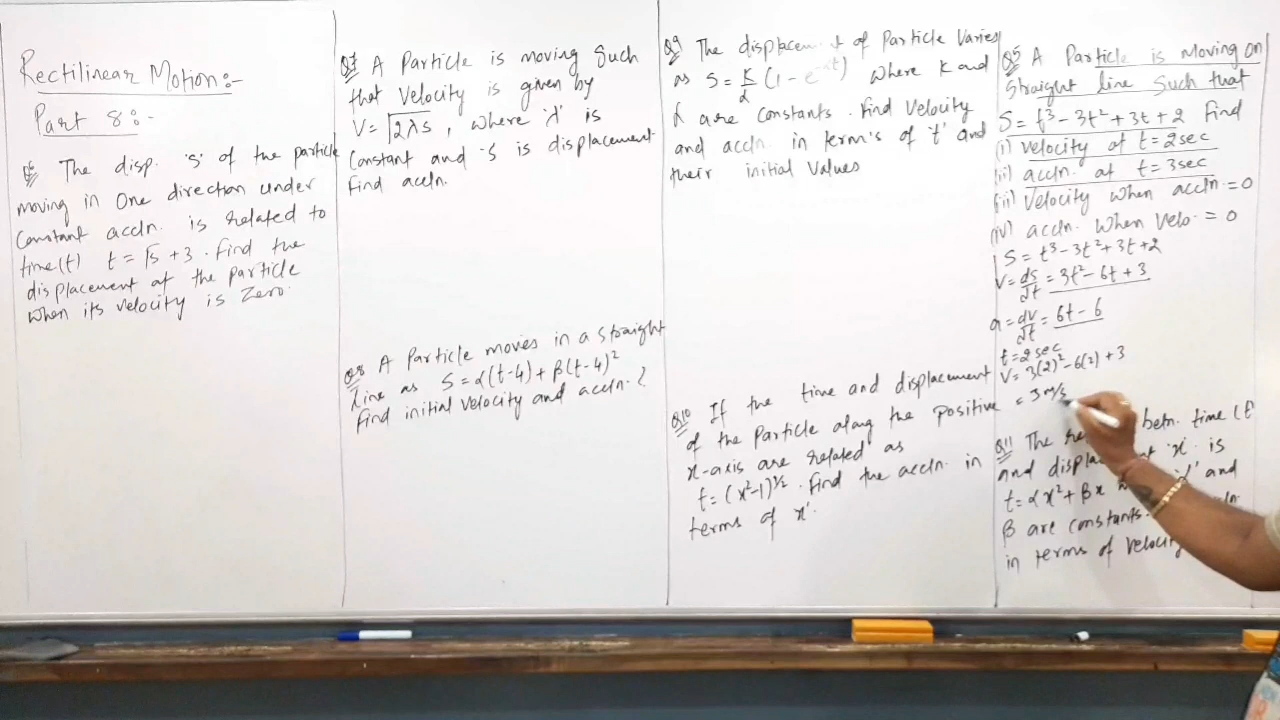 Rectilinear Motion:-
Part 8:-
Q6 The disp. 's' of the particle
moving in One direction under
Constant accln. is related to
time(t) t = √s + 3 . find the
displacement of the particle
when its velocity is Zero.
Q7 A Particle is moving Such
that Velocity is given by
V = √2λs , where 'λ' is
Constant and 's is displacement
find accln.
Q8 A Particle moves in a straight
line as S = α(t-4) + β(t-4)²
find initial velocity and accln. ?
Q9 The displacem t of Particle Varies
as S = K/α (1 - e^-αt) where K and
α are Constants . find Velocity
and accln. in term's of 't' and
their initial Values
Q10 If the time and displacement
of the Particle along the positive
x-axis are related as
t = (x²-1)^1/2 . find the accln. in
terms of 'x'.
Q5 A Particle is moving on
Straight line Such that
S = t³ - 3t² + 3t + 2 find
(i) velocity at t = 2sec
(ii) accln. at t = 3sec
(iii) Velocity when accln = 0
(iv) accln. when velo. = 0
S = t³ - 3t² + 3t + 2
V = ds/dt = 3t² - 6t + 3
a = dv/dt = 6t - 6
t = 2 sec
V = 3(2)² - 6(2) + 3
= 3 m/s
Q11 The betn. time (t
and displa 'x' is
t = αx² + βx and
β are constants.
in terms of velocity